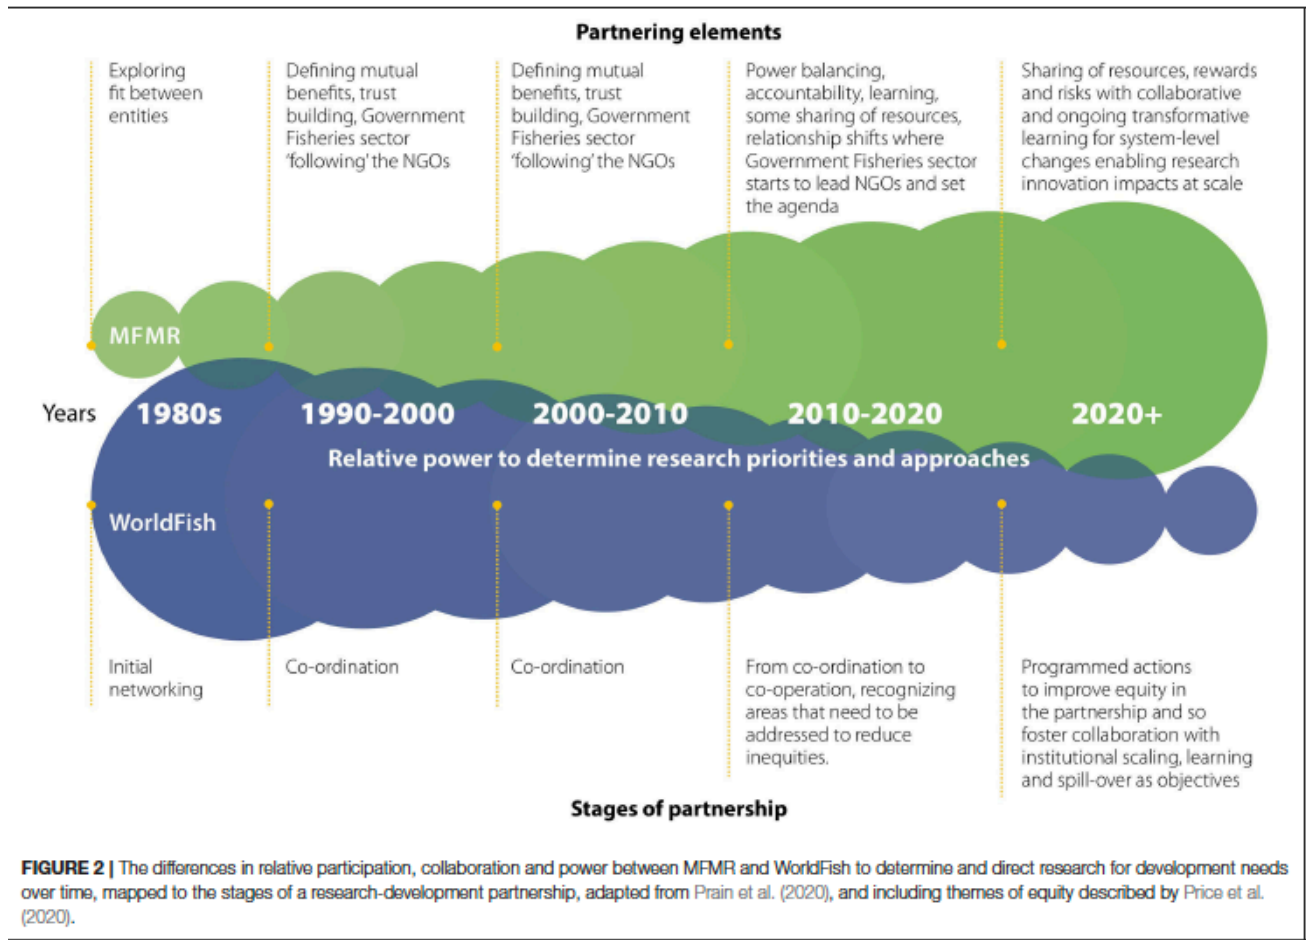 Partnering elements
Exploring
fit between
entities
Defining mutual
benefits, trust
building, Government
Fisheries sector
'following' the NGOs
Defining mutual
benefits, trust
building, Government
Fisheries sector
'following' the NGOs
Power balancing,
accountability, learning,
some sharing of resources,
relationship shifts where
Government Fisheries sector
starts to lead NGOs and set
the agenda
Sharing of resources, rewards
and risks with collaborative
and ongoing transformative
learning for system-level
changes enabling research
innovation impacts at scale
MFMR
Years
1980s
1990-2000
2000-2010
2010-2020
2020+
Relative power to determine research priorities and approaches
WorldFish
Initial
networking
Co-ordination
Co-ordination
From co-ordination to
co-operation, recognizing
areas that need to be
addressed to reduce
inequities.
Programmed actions
to improve equity in
the partnership and so
foster collaboration with
institutional scaling, learning
and spill-over as objectives
Stages of partnership
FIGURE 2 | The differences in relative participation, collaboration and power between MFMR and WorldFish to determine and direct research for development needs
over time, mapped to the stages of a research-development partnership, adapted from Prain et al. (2020), and including themes of equity described by Price et al.
(2020).